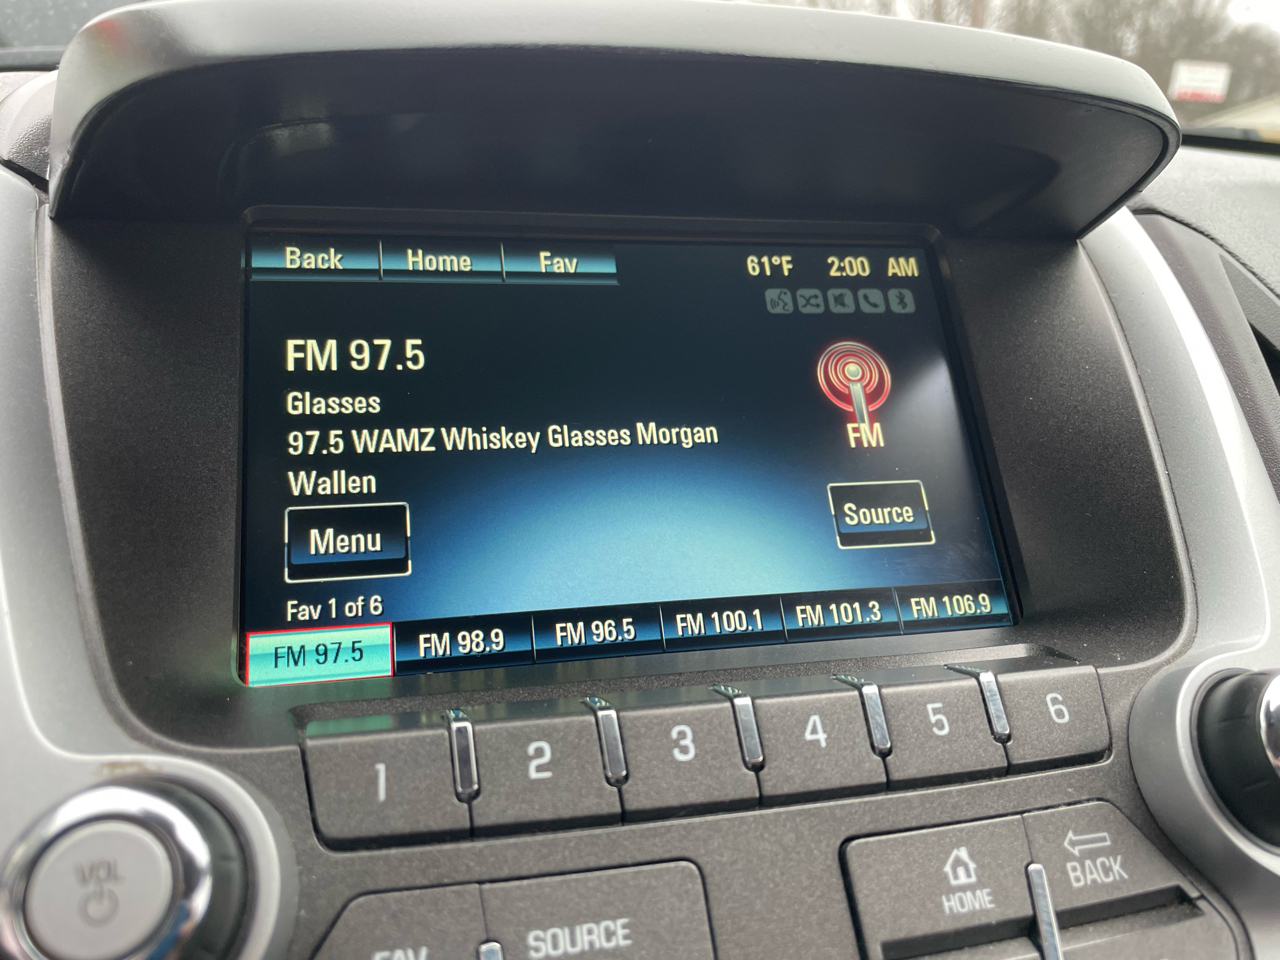 Back Home Fav 61°F 2:00 AM
FM 97.5
Glasses
97.5 WAMZ Whiskey Glasses Morgan
Wallen
FM
Menu
Source
Fav 1 of 6
FM 97.5 FM 98.9 FM 96.5 FM 100.1 FM 101.3 FM 106.9
1 2 3 4 5 6
VOL
FAV
SOURCE
HOME
BACK